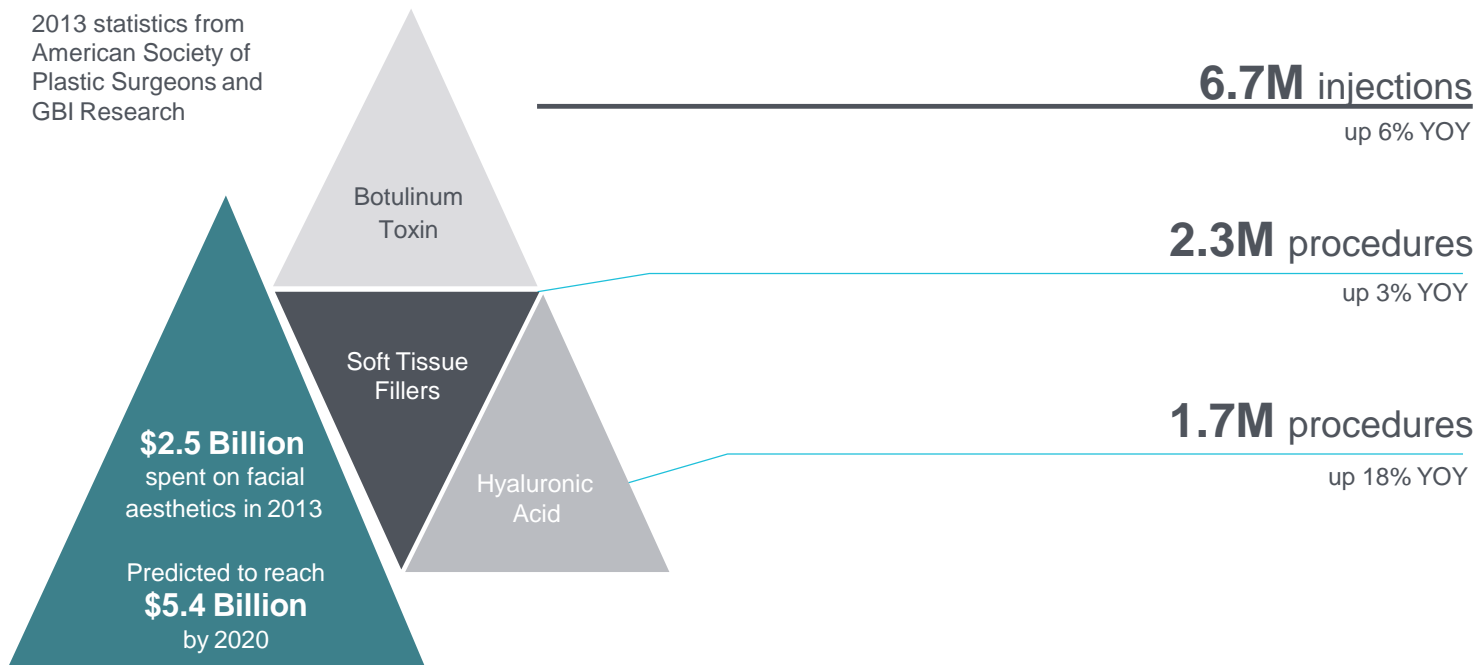 2013 statistics from
American Society of
Plastic Surgeons and
GBI Research
Botulinum
Toxin
6.7M injections
up 6% YOY
Soft Tissue
Fillers
2.3M procedures
up 3% YOY
Hyaluronic
Acid
1.7M procedures
up 18% YOY
$2.5 Billion
spent on facial
aesthetics in 2013
Predicted to reach
$5.4 Billion
by 2020